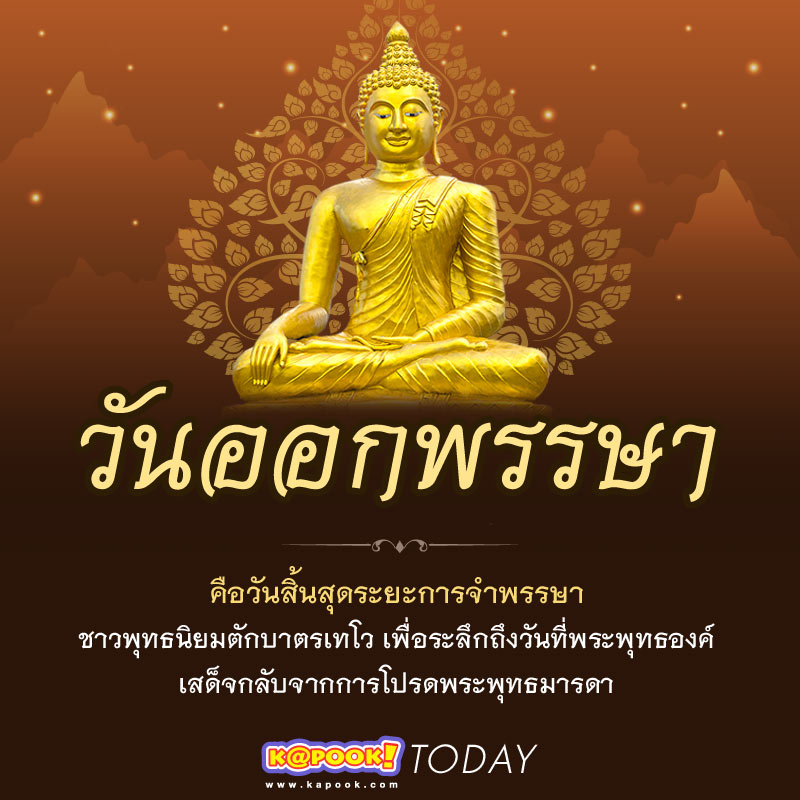 วันออกพรรษา
คือวันสิ้นสุดระยะการจำพรรษา
ชาวพุทธนิยมตักบาตรเทโว เพื่อระลึกถึงวันที่พระพุทธองค์
เสด็จกลับจากการโปรดพระพุทธมารดา
K@POOK! TODAY
www.kapook.com